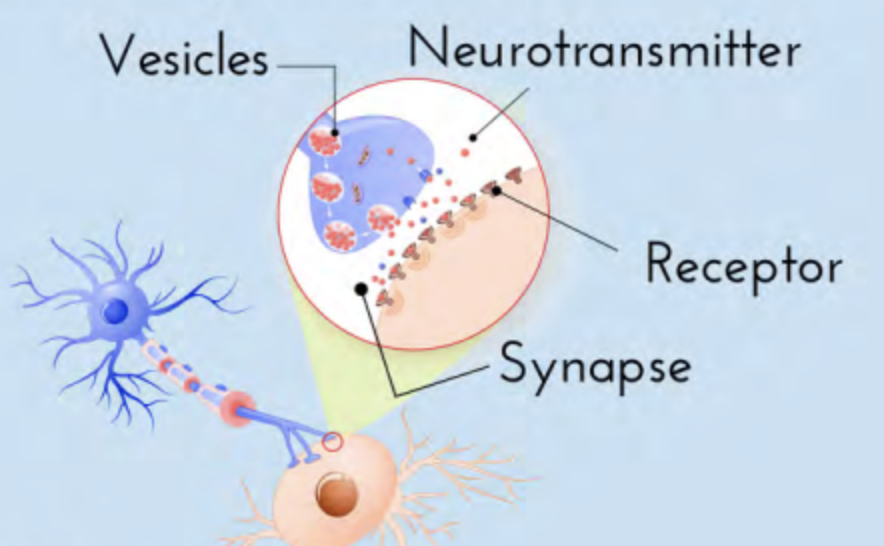 Vesicles
Neurotransmitter
Receptor
Synapse